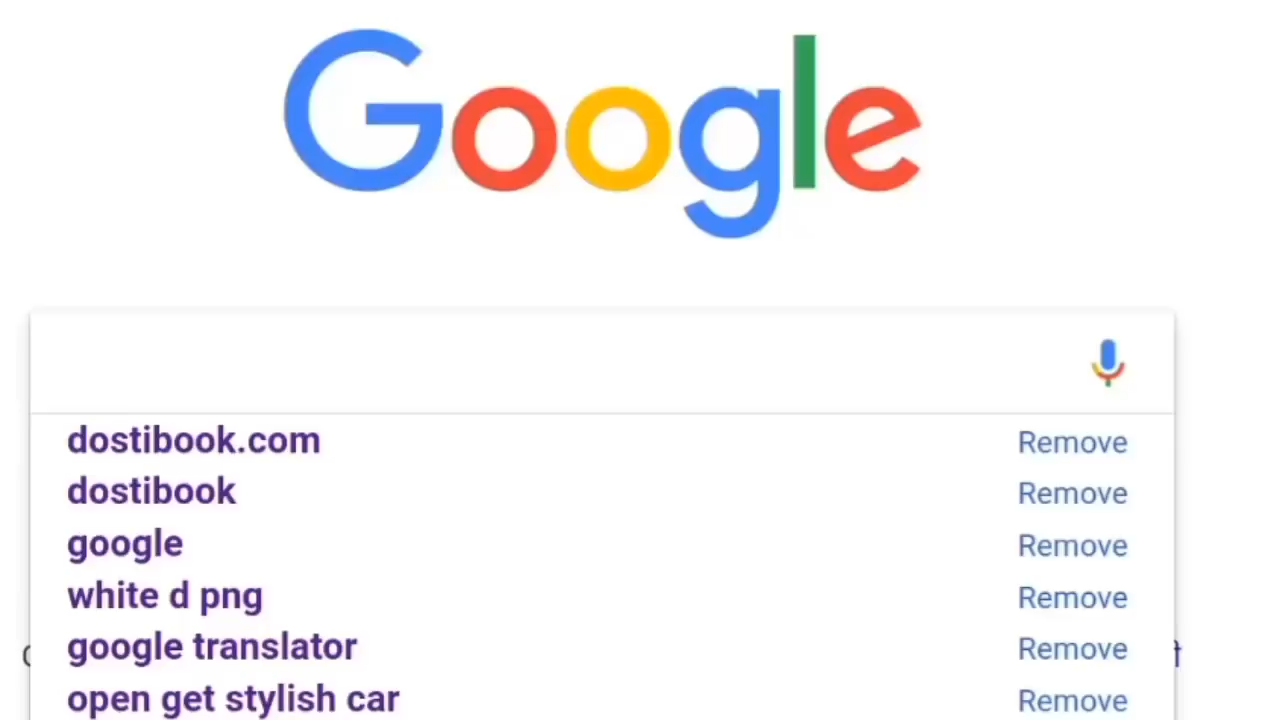 Google
dostibook.com Remove
dostibook Remove
google Remove
white d png Remove
google translator Remove
open get stylish car Remove